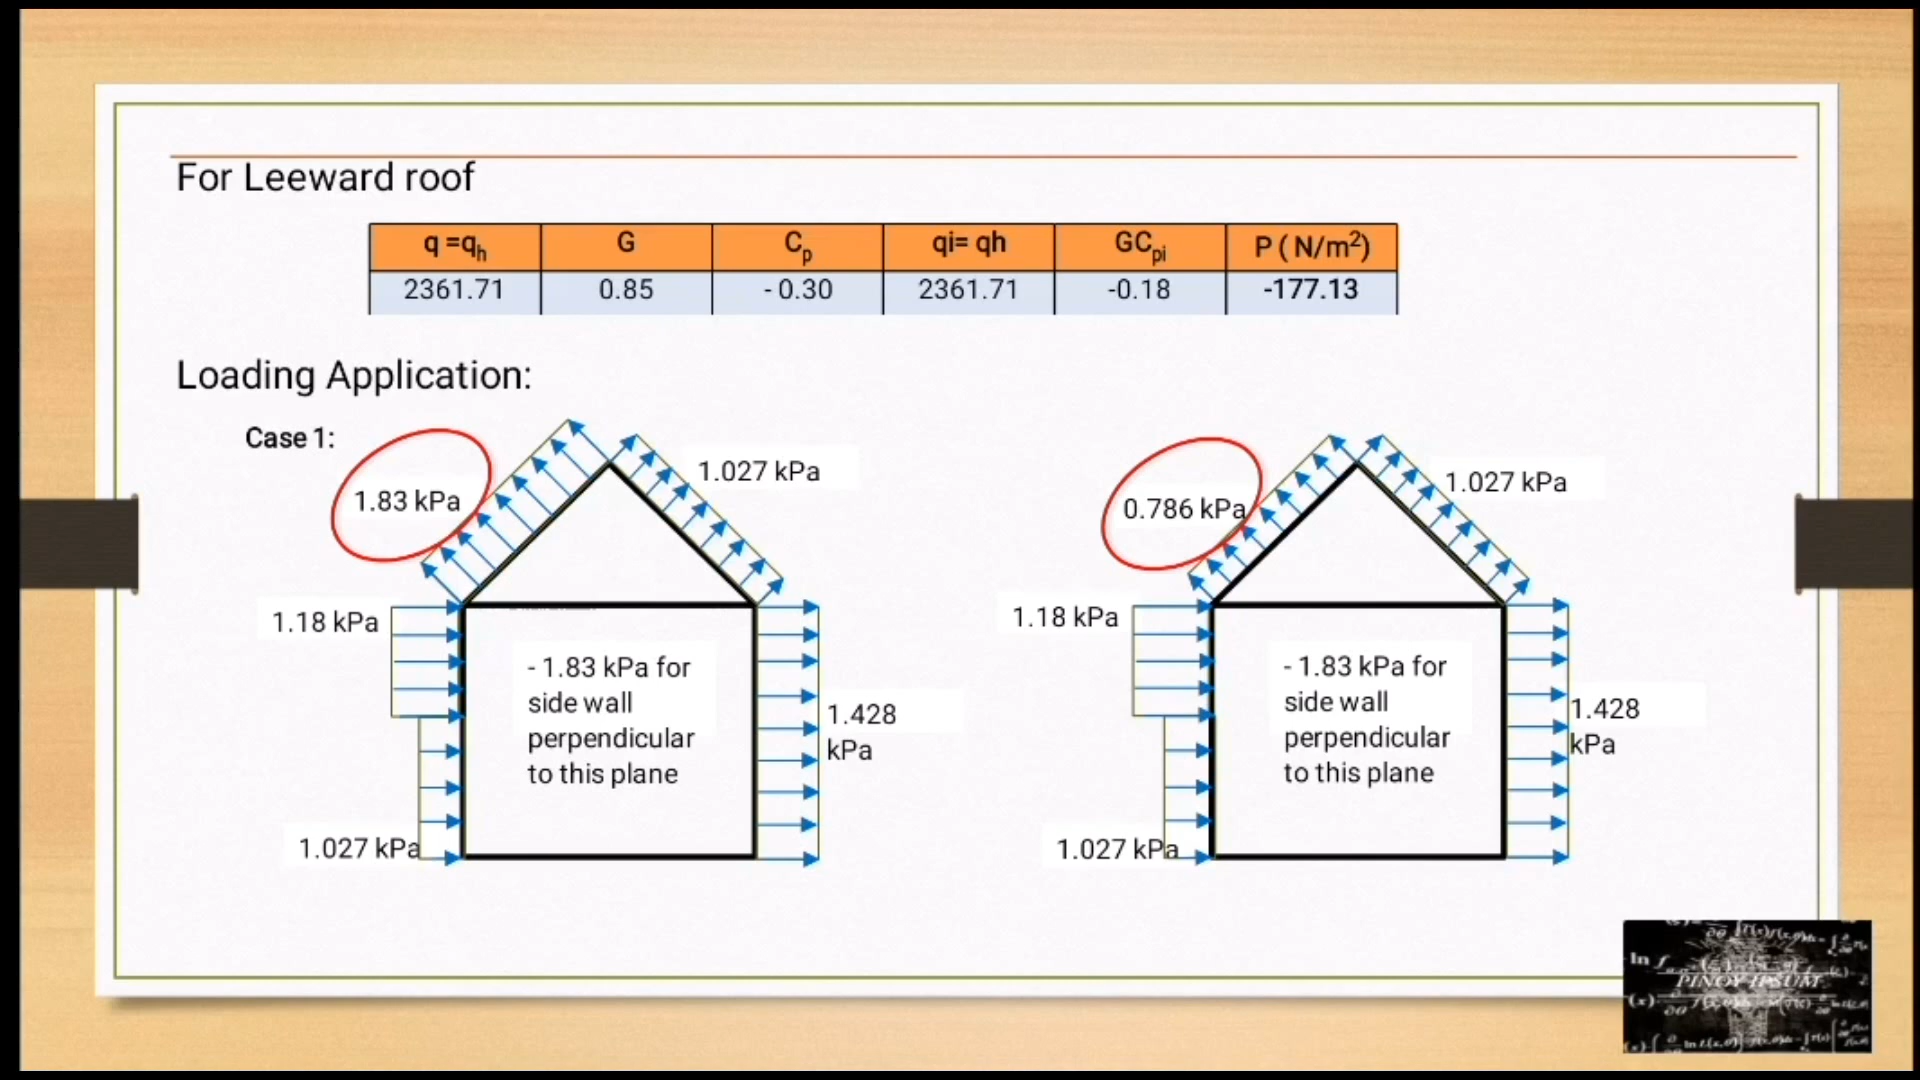 For Leeward roof
q =qh G Cp qi= qh GCpi P ( N/m2)
2361.71 0.85 - 0.30 2361.71 -0.18 -177.13
Loading Application:
Case 1:
1.83 kPa
1.027 kPa
1.18 kPa
- 1.83 kPa for
side wall
perpendicular
to this plane
1.428
kPa
1.027 kPa
0.786 kPa
1.027 kPa
1.18 kPa
- 1.83 kPa for
side wall
perpendicular
to this plane
1.428
kPa
1.027 kPa
PINOY IPSUM